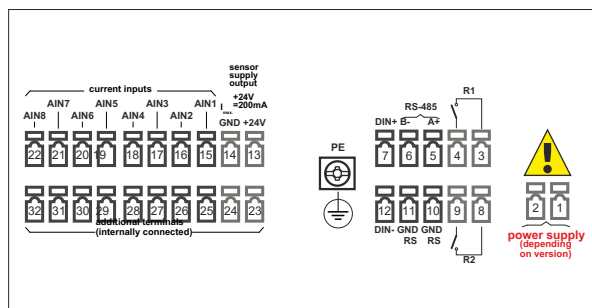 sensor
supply
output
current inputs
+24V
I max. =200mA
AIN7 AIN5 AIN3 AIN1
AIN8 AIN6 AIN4 AIN2 GND +24V
22 21 20 19 18 17 16 15 14 13
32 31 30 29 28 27 26 25 24 23
additional terminals
(internally connected)
PE
R1
RS-485
DIN+ B- A+
7 6 5 4 3
12 11 10 9 8
DIN- GND GND
RS RS
R2
2 1
power supply
(depending
on version)